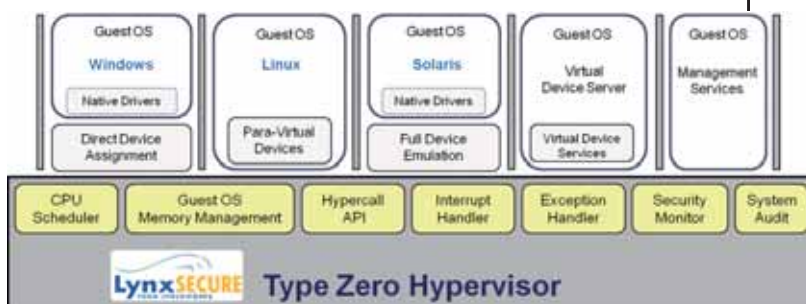 Guest OS
Windows
Native Drivers
Direct Device
Assignment
Guest OS
Linux
Para-Virtual
Devices
Guest OS
Solaris
Native Drivers
Full Device
Emulation
Guest OS
Virtual
Device Server
Virtual Device
Services
Guest OS
Management
Services
CPU
Scheduler
Guest OS
Memory Management
Hypercall
API
Interrupt
Handler
Exception
Handler
Security
Monitor
System
Audit
LynxSECURE
Type Zero Hypervisor